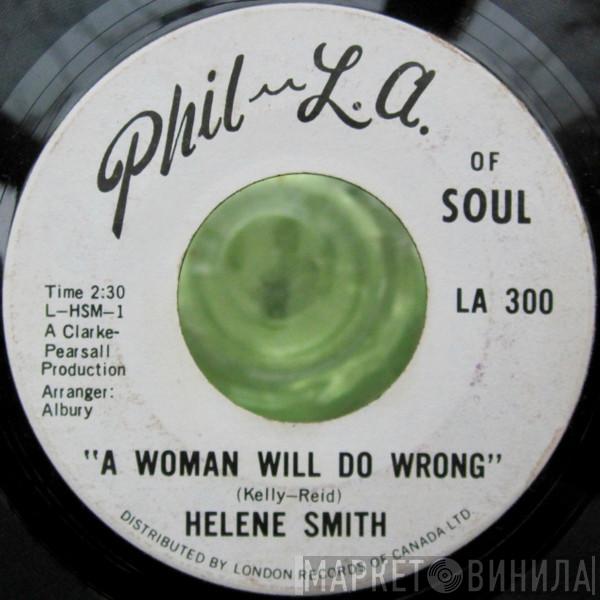 Phil-L.A.
OF
SOUL
Time 2:30
L-HSM-1
A Clarke-
Pearsall
Production
Arranger:
Albury
LA 300
"A WOMAN WILL DO WRONG"
(Kelly-Reid)
HELENE SMITH
DISTRIBUTED BY LONDON RECORDS OF CANADA LTD.
МАРКЕТ ВИНИЛА